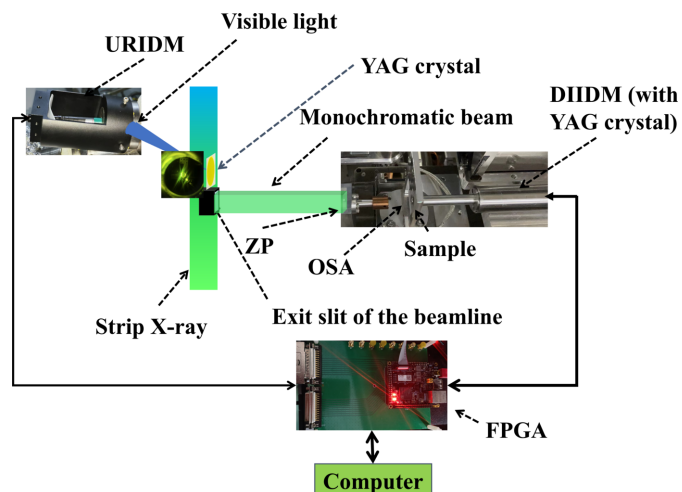 Visible light
URIDM
YAG crystal
DIIDM (with
YAG crystal)
Monochromatic beam
ZP
OSA
Sample
Strip X-ray
Exit slit of the beamline
FPGA
Computer